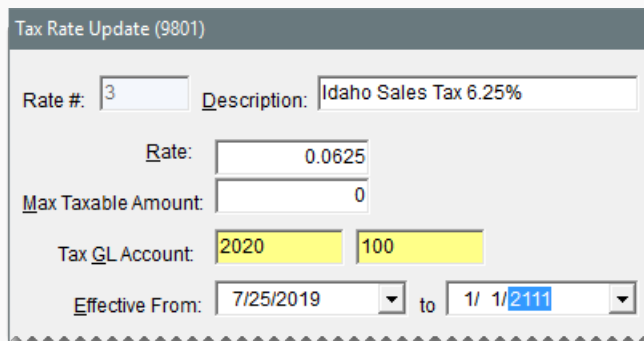 Tax Rate Update (9801)
Rate #: 3 Description: Idaho Sales Tax 6.25%
Rate: 0.0625
Max Taxable Amount: 0
Tax GL Account: 2020 100
Effective From: 7/25/2019 to 1/ 1/2111